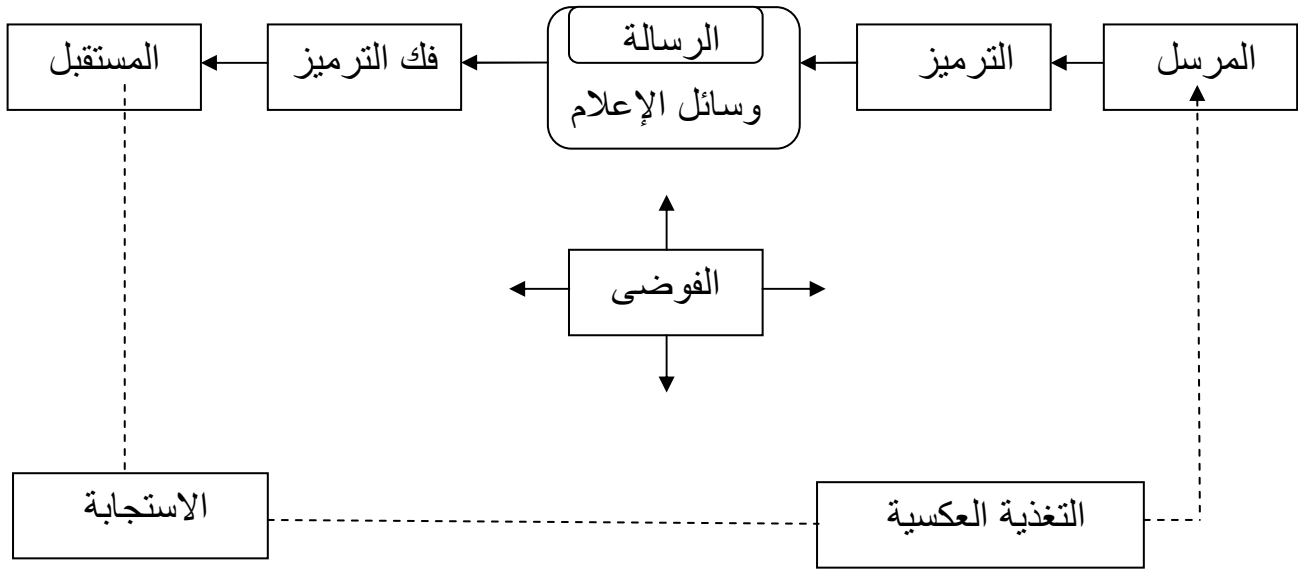 المرسل
الترميز
الرسالة
وسائل الإعلام
فك الترميز
المستقبل
الفوضى
التغذية العكسية
الاستجابة